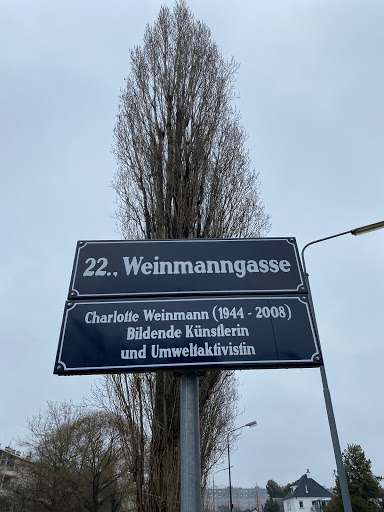 22., Weinmanngasse
Charlotte Weinmann (1944 - 2008)
Bildende Künstlerin
und Umweltaktivistin